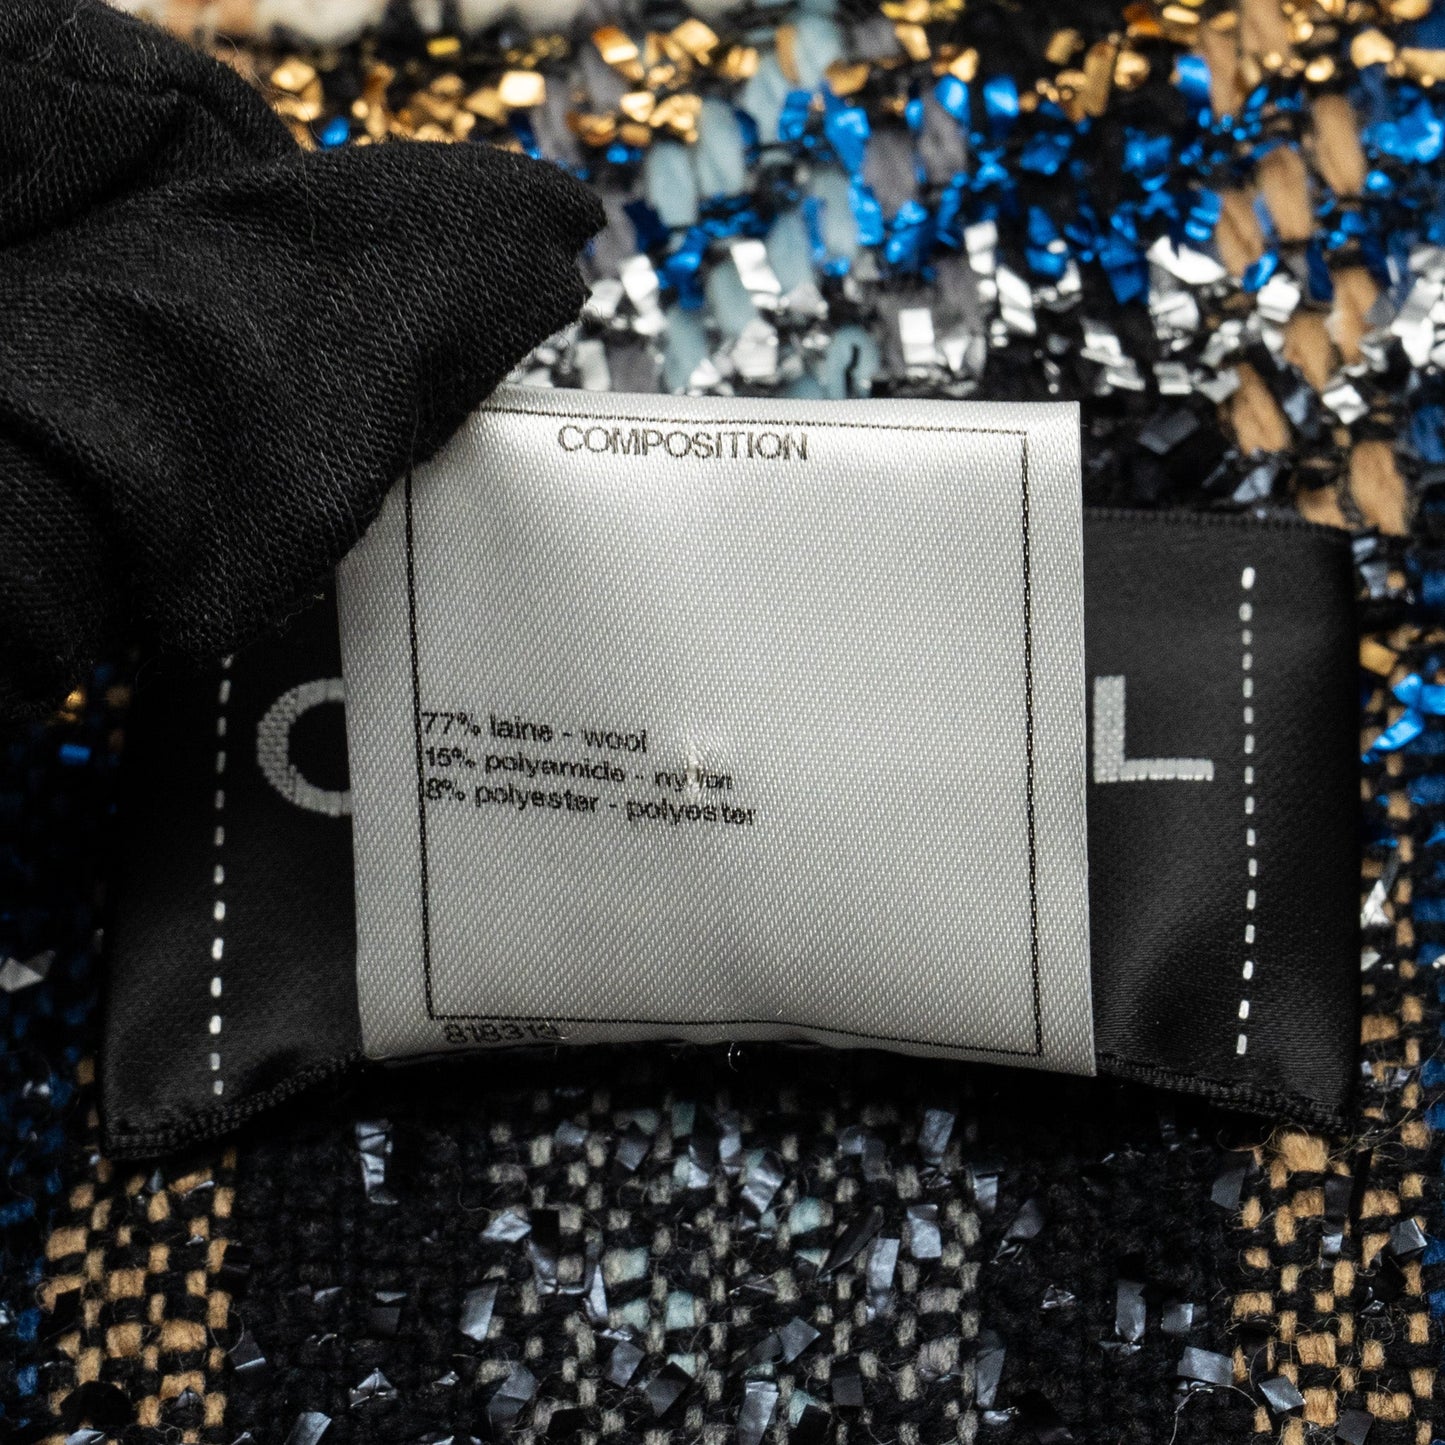 COMPOSITION
77% laine - wool
15% polyamide - nylon
8% polyester - polyester
C L
818319